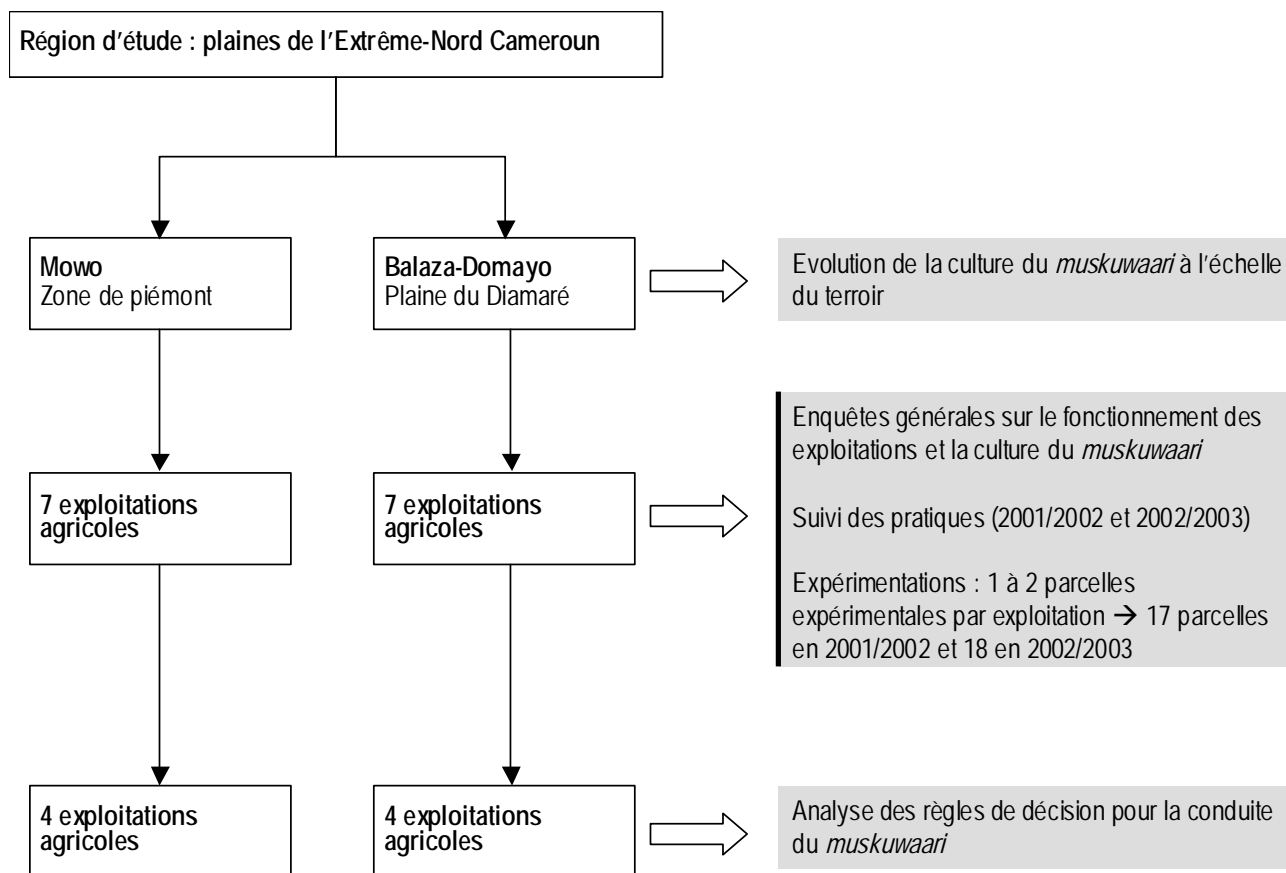 Région d'étude : plaines de l'Extrême-Nord Cameroun
Mowo
Zone de piémont
Balaza-Domayo
Plaine du Diamaré
Evolution de la culture du muskuwaari à l'échelle
du terroir
7 exploitations
agricoles
7 exploitations
agricoles
Enquêtes générales sur le fonctionnement des
exploitations et la culture du muskuwaari
Suivi des pratiques (2001/2002 et 2002/2003)
Expérimentations : 1 à 2 parcelles
expérimentales par exploitation → 17 parcelles
en 2001/2002 et 18 en 2002/2003
4 exploitations
agricoles
4 exploitations
agricoles
Analyse des règles de décision pour la conduite
du muskuwaari